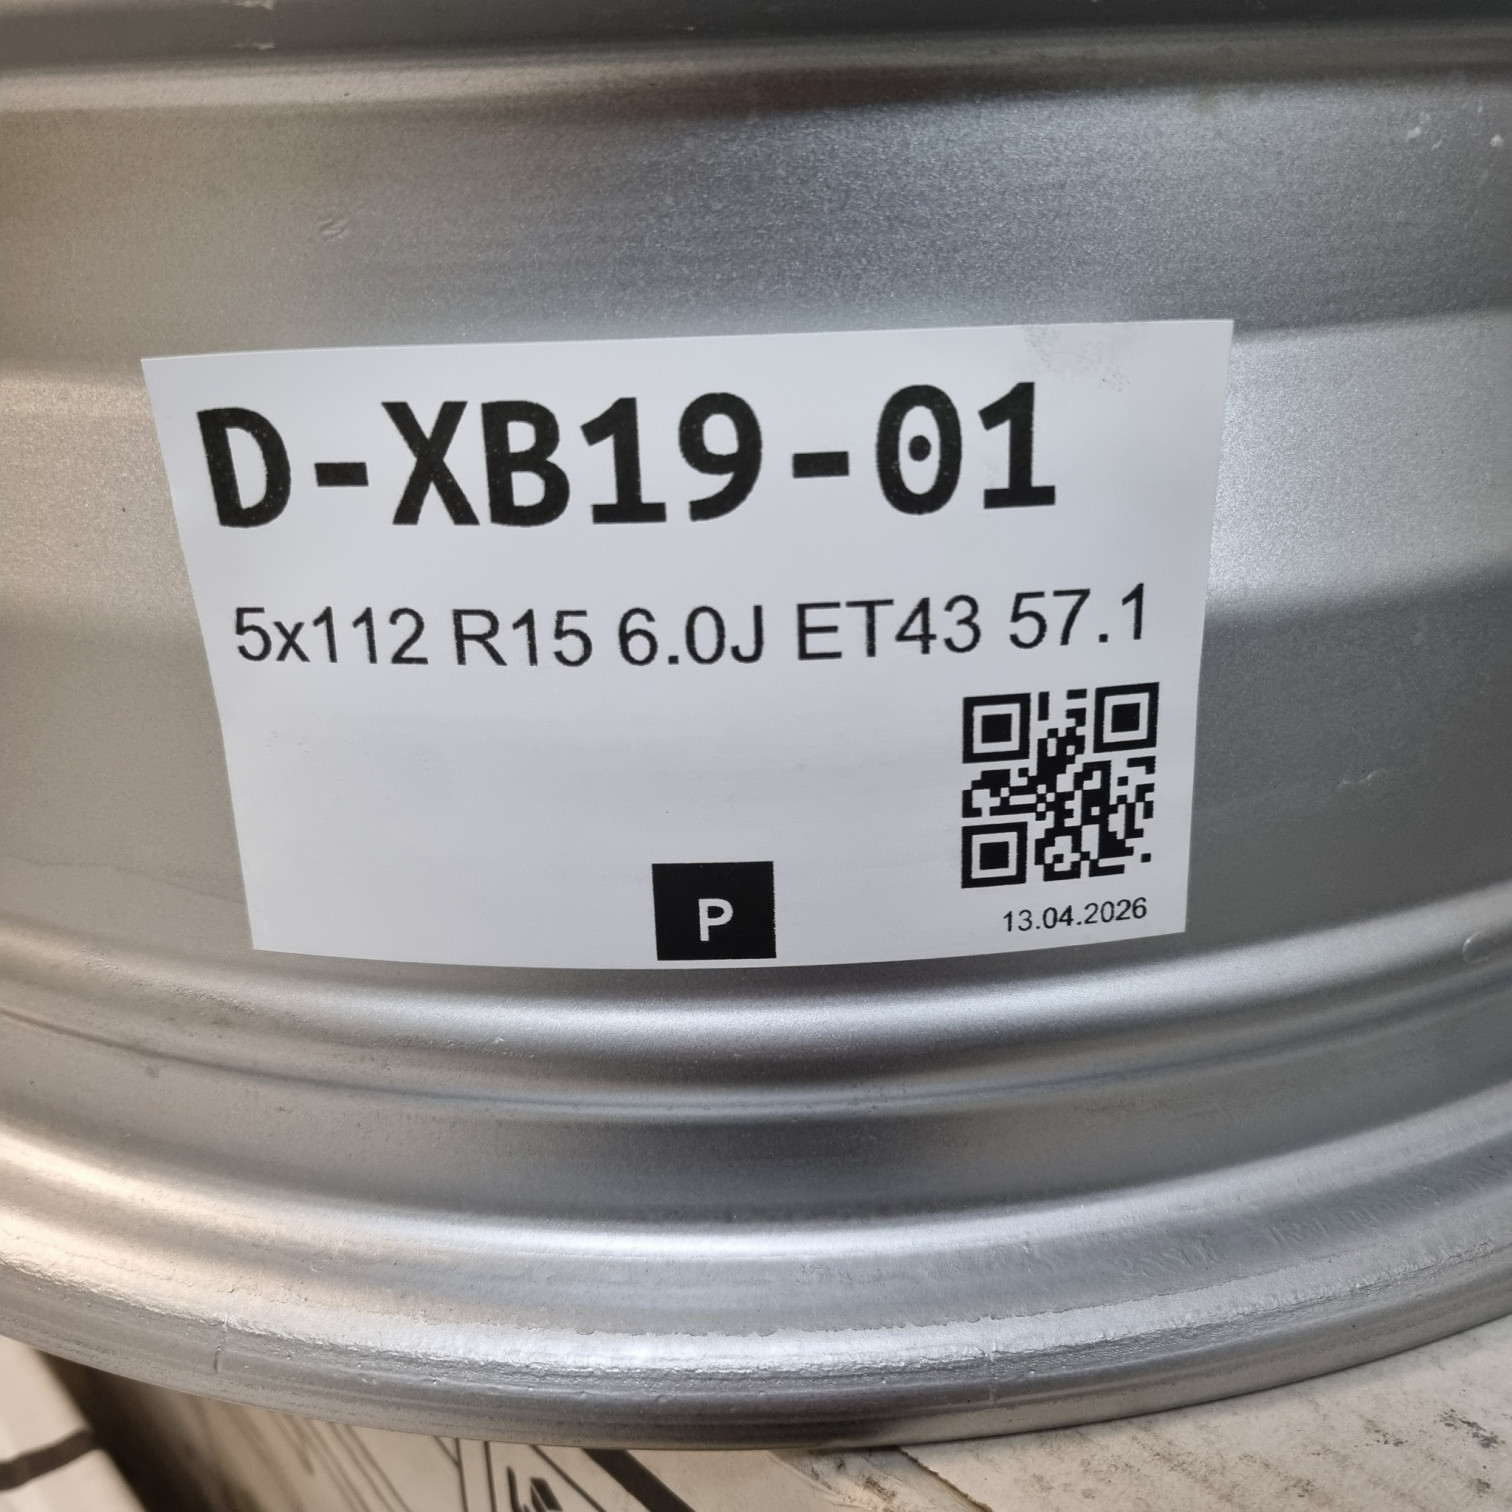 D-XB19-01
5x112 R15 6.0J ET43 57.1
P
13.04.2026